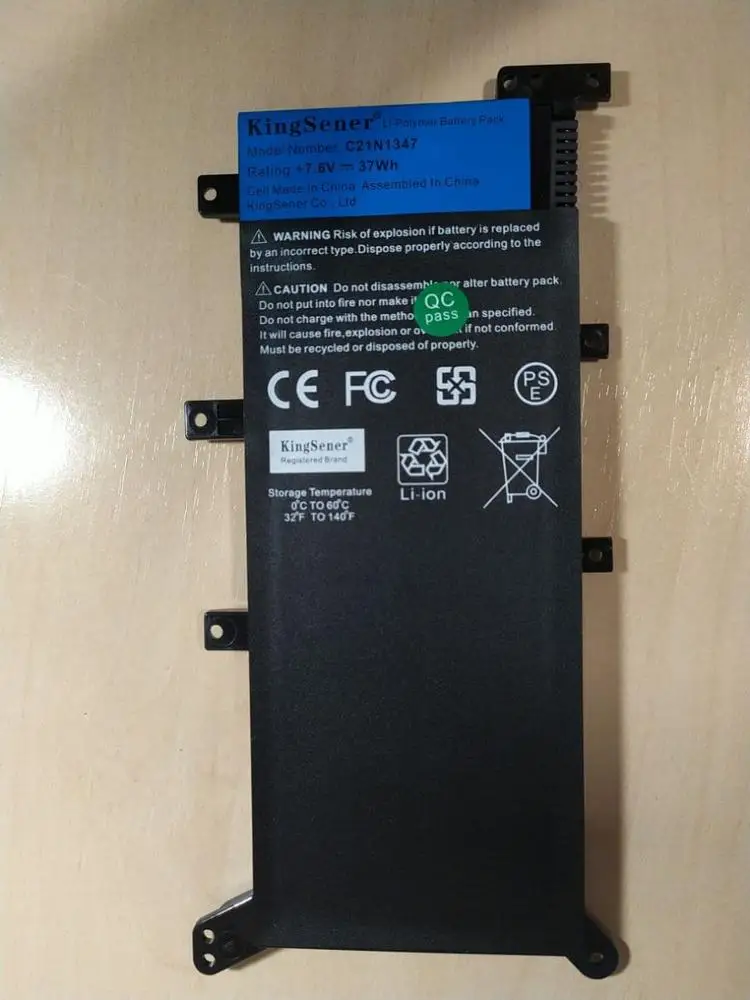 KingSener® Li-Polymer Battery Pack
Model Number: C21N1347
Rating +7.6V 37Wh
Cell Made in China Assembled In China
KingSener Co., Ltd
WARNING Risk of explosion if battery is replaced
by an incorrect type.Dispose properly according to the
instructions.
CAUTION Do not disassemble or alter battery pack.
Do not put into fire nor make
Do not charge with the method an specified.
It will cause fire,explosion or if not conformed
Must be recycled or disposed of properly.
QC
pass
CE FC PS
E
KingSener®
Registered Brand
Li-ion
Storage Temperature
0°C TO 60°C
32°F TO 140°F